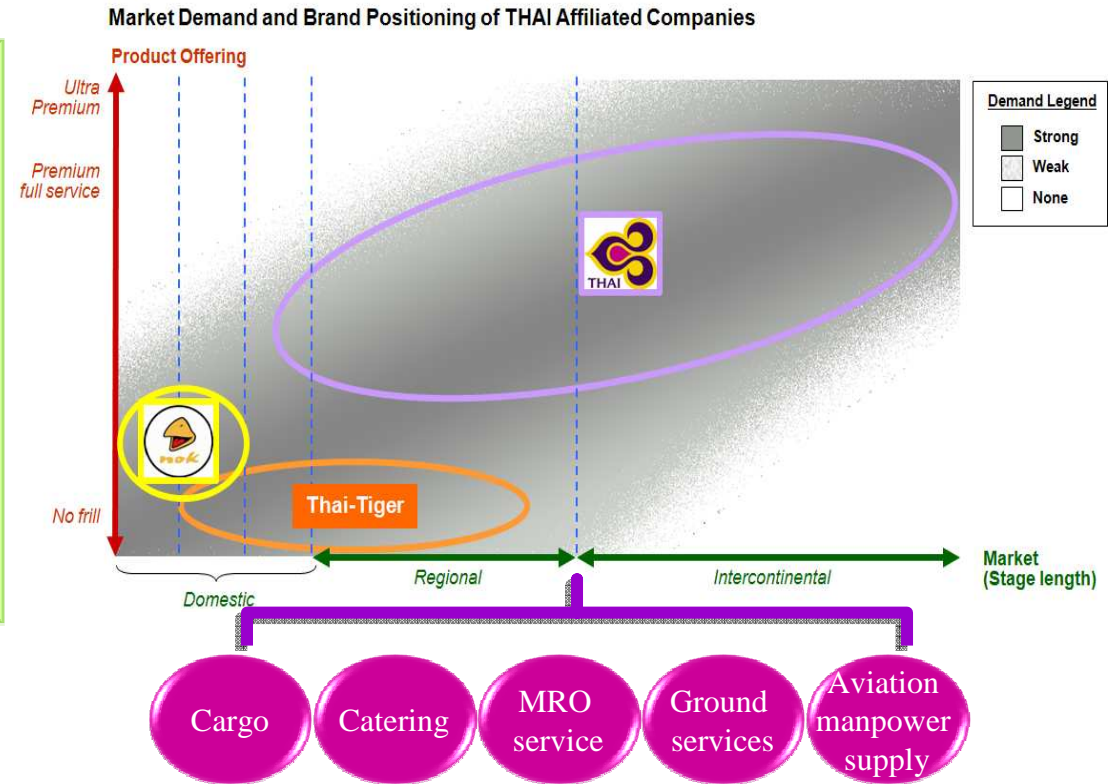 Market Demand and Brand Positioning of THAI Affiliated Companies
Product Offering
Ultra
Premium
Premium
full service
No frill
Demand Legend
Strong
Weak
None
THAI
nok
Thai-Tiger
Domestic
Regional
Intercontinental
Market
(Stage length)
Cargo
Catering
MRO
service
Ground
services
Aviation
manpower
supply